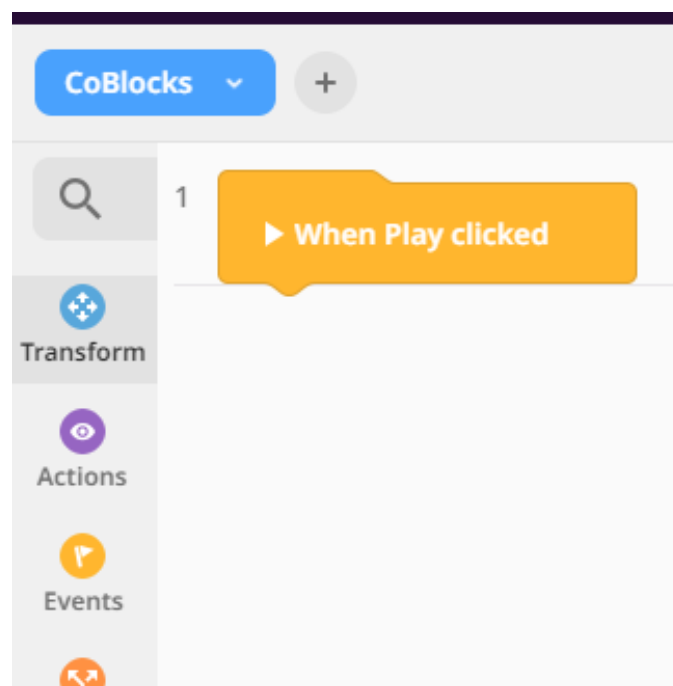 CoBlocks
1
When Play clicked
Transform
Actions
Events